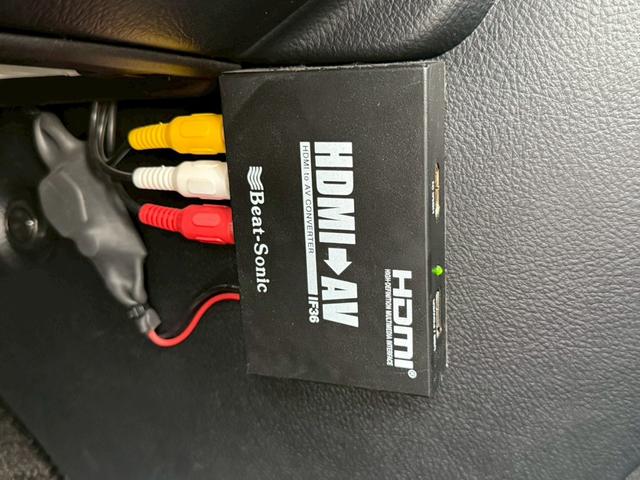 HDMI➡AV
HDMI to AV CONVERTER
IF36
Beat-Sonic
HDMI®
HIGH-DEFINITION MULTIMEDIA INTERFACE